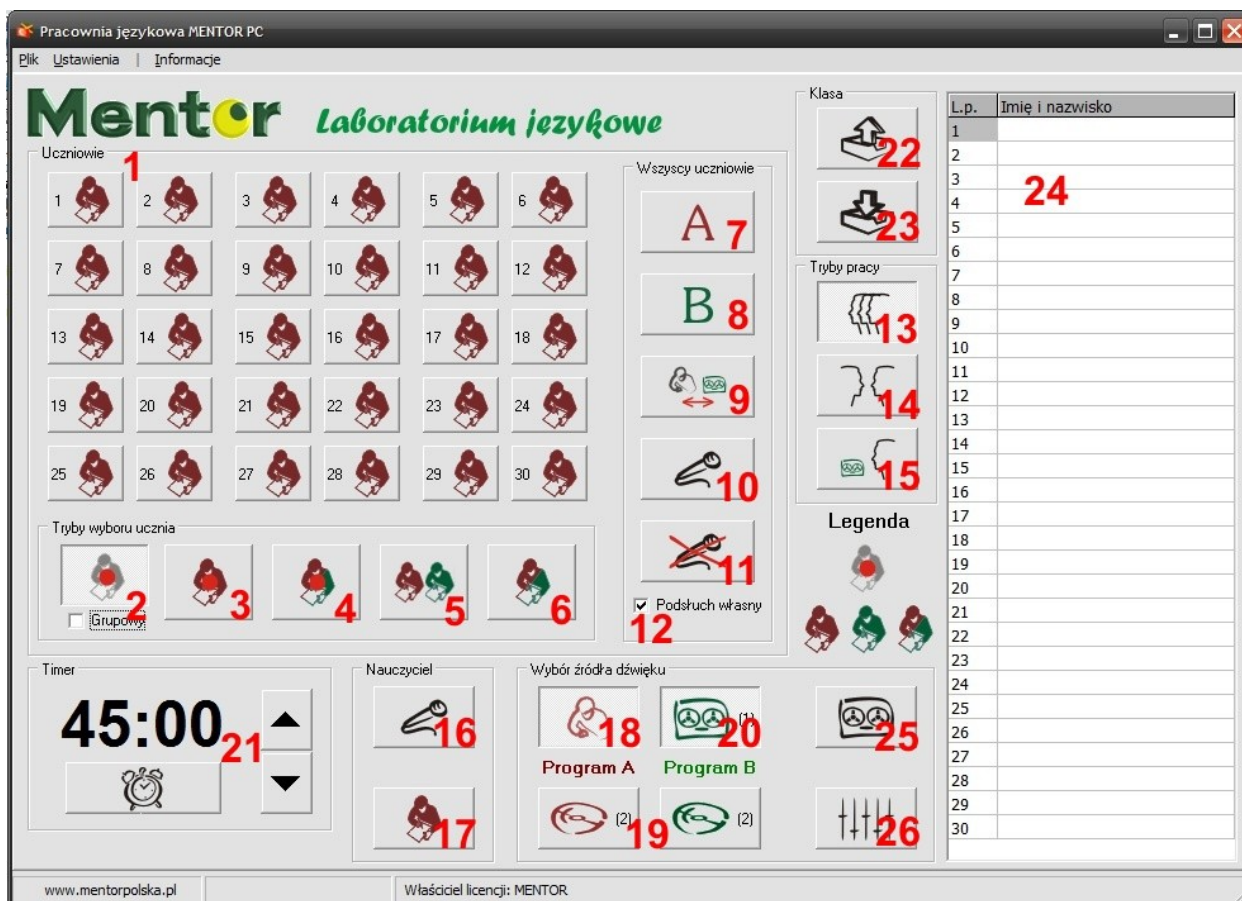 Pracownia językowa MENTOR PC
Plik Ustawienia | Informacje
Mentor Laboratorium językowe
Uczniowie 1
1 2 3 4 5 6
7 8 9 10 11 12
13 14 15 16 17 18
19 20 21 22 23 24
25 26 27 28 29 30
Tryby wyboru ucznia
2 3 4 5 6
Grupowy
Wszyscy uczniowie
A 7
B 8
9
10
11
Podsłuch własny
12
Klasa
22
23
Tryby pracy
13
14
15
Legenda
Timer
45:00 21
Nauczyciel
16
17
Wybór źródła dźwięku
18 20 (1) 25
Program A Program B
(2) 19 (2) 26
L.p. Imię i nazwisko
1
2
3
24
4
5
6
7
8
9
10
11
12
13
14
15
16
17
18
19
20
21
22
23
24
25
26
27
28
29
30
www.mentorpolska.pl Właściciel licencji: MENTOR